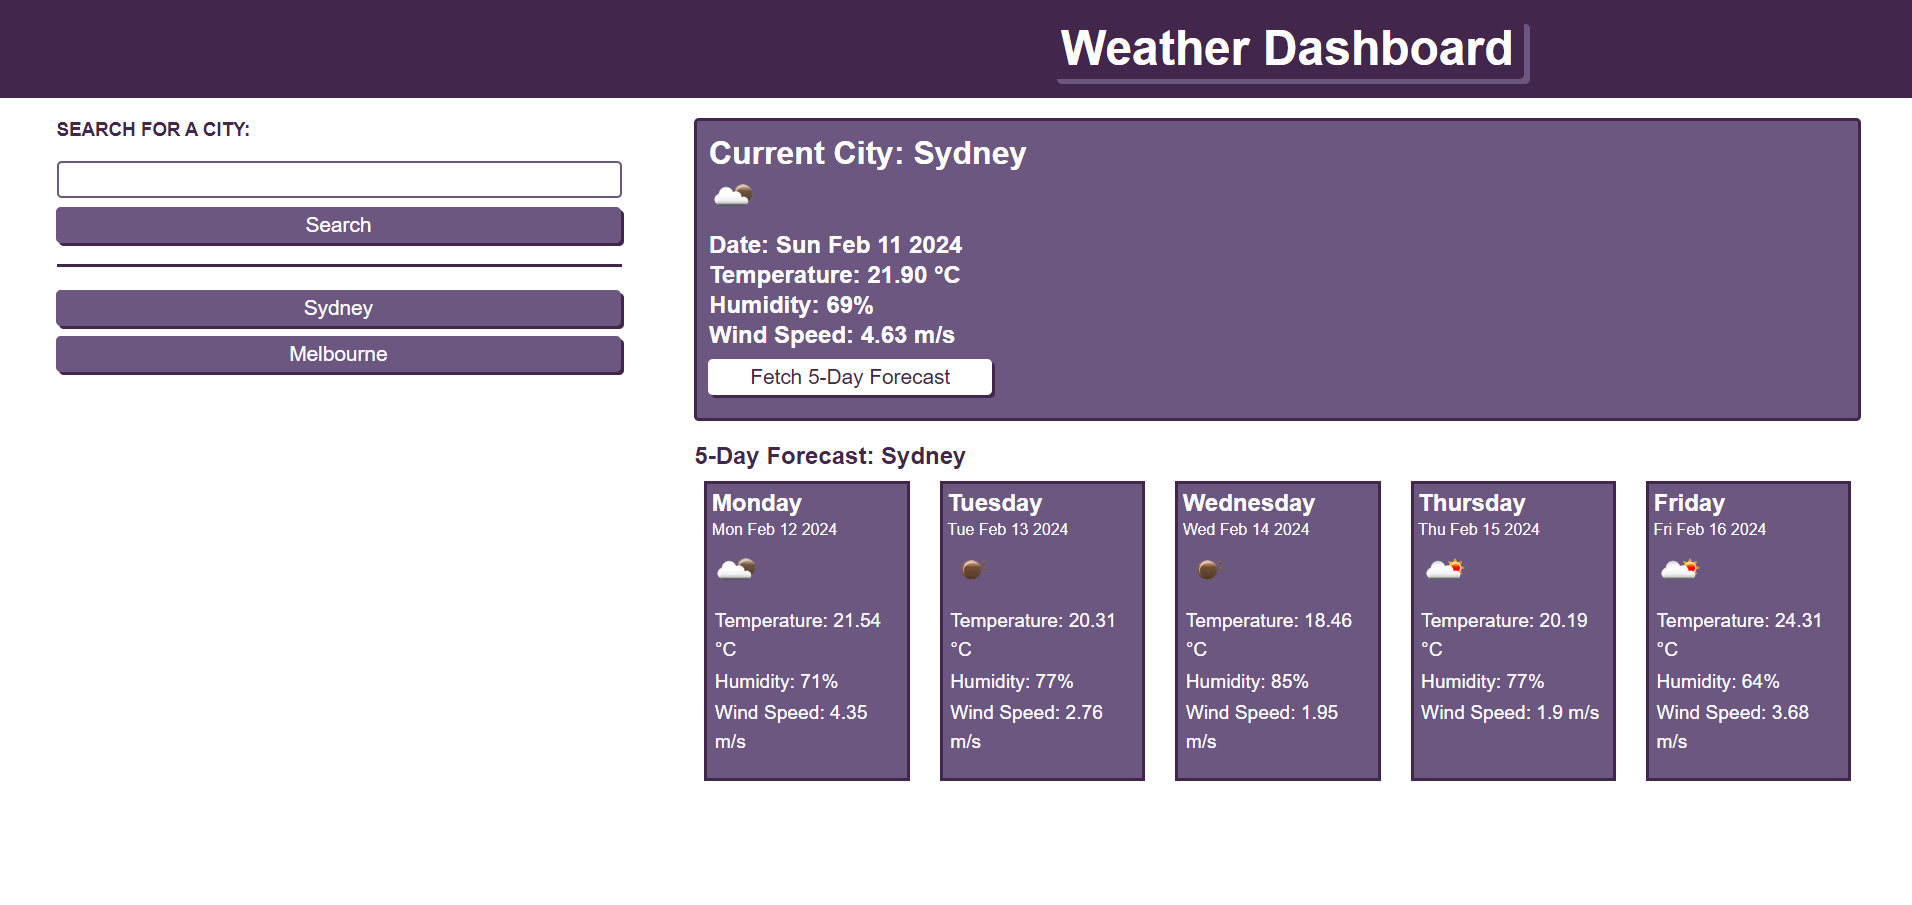 Weather Dashboard
SEARCH FOR A CITY:
Search
Sydney
Melbourne
Current City: Sydney
Date: Sun Feb 11 2024
Temperature: 21.90 °C
Humidity: 69%
Wind Speed: 4.63 m/s
Fetch 5-Day Forecast
5-Day Forecast: Sydney
Monday
Mon Feb 12 2024
Temperature: 21.54
°C
Humidity: 71%
Wind Speed: 4.35
m/s
Tuesday
Tue Feb 13 2024
Temperature: 20.31
°C
Humidity: 77%
Wind Speed: 2.76
m/s
Wednesday
Wed Feb 14 2024
Temperature: 18.46
°C
Humidity: 85%
Wind Speed: 1.95
m/s
Thursday
Thu Feb 15 2024
Temperature: 20.19
°C
Humidity: 77%
Wind Speed: 1.9 m/s
Friday
Fri Feb 16 2024
Temperature: 24.31
°C
Humidity: 64%
Wind Speed: 3.68
m/s